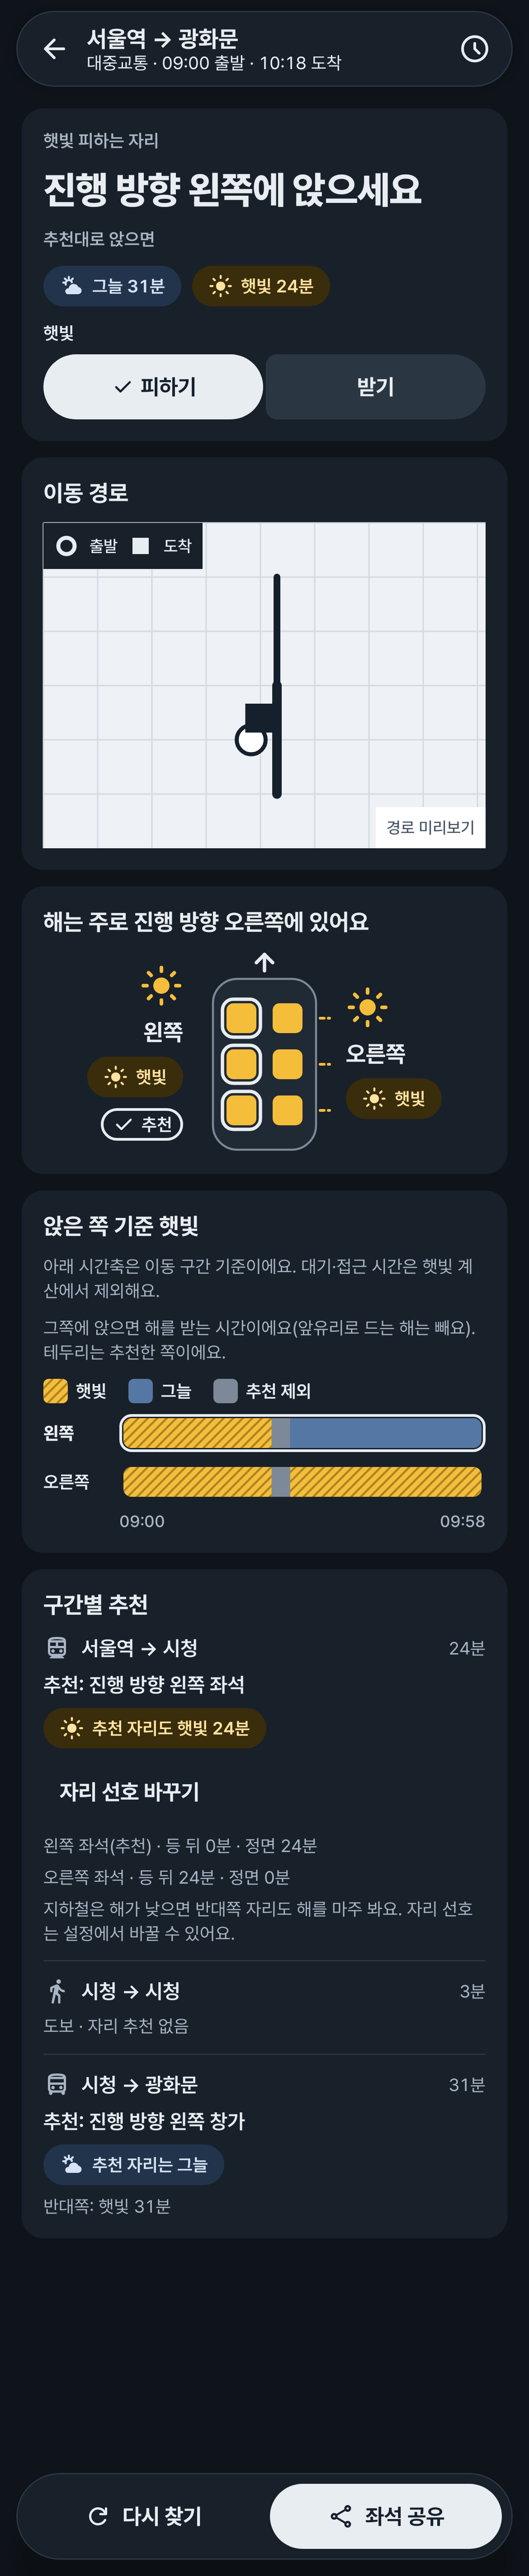 서울역 → 광화문
대중교통 · 09:00 출발 · 10:18 도착
햇빛 피하는 자리
진행 방향 왼쪽에 앉으세요
추천대로 앉으면
그늘 31분
햇빛 24분
햇빛
피하기
받기
이동 경로
출발
도착
경로 미리보기
해는 주로 진행 방향 오른쪽에 있어요
왼쪽
햇빛
추천
오른쪽
햇빛
앉은 쪽 기준 햇빛
아래 시간축은 이동 구간 기준이에요. 대기·접근 시간은 햇빛 계
산에서 제외해요.
그쪽에 앉으면 해를 받는 시간이에요(앞유리로 드는 해는 빼요).
테두리는 추천한 쪽이에요.
햇빛
그늘
추천 제외
왼쪽
오른쪽
09:00
09:58
구간별 추천
서울역 → 시청
24분
추천: 진행 방향 왼쪽 좌석
추천 자리도 햇빛 24분
자리 선호 바꾸기
왼쪽 좌석(추천) · 등 뒤 0분 · 정면 24분
오른쪽 좌석 · 등 뒤 24분 · 정면 0분
지하철은 해가 낮으면 반대쪽 자리도 해를 마주 봐요. 자리 선호
는 설정에서 바꿀 수 있어요.
시청 → 시청
3분
도보 · 자리 추천 없음
시청 → 광화문
31분
추천: 진행 방향 왼쪽 창가
추천 자리는 그늘
반대쪽: 햇빛 31분
다시 찾기
좌석 공유